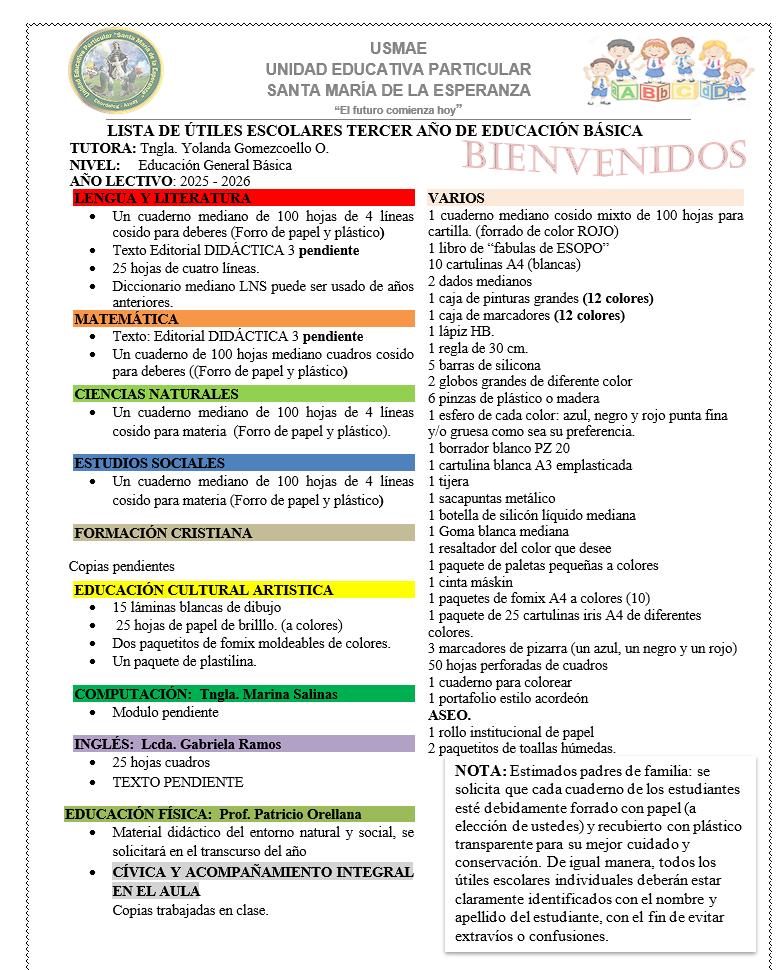 USMAE
UNIDAD EDUCATIVA PARTICULAR
SANTA MARÍA DE LA ESPERANZA
“El futuro comienza hoy”
LISTA DE ÚTILES ESCOLARES TERCER AÑO DE EDUCACIÓN BÁSICA
TUTORA: Tngla. Yolanda Gomezcoello O.
NIVEL: Educación General Básica
AÑO LECTIVO: 2025 - 2026
BIENVENIDOS
LENGUA Y LITERATURA
• Un cuaderno mediano de 100 hojas de 4 líneas
cosido para deberes (Forro de papel y plástico)
• Texto Editorial DIDÁCTICA 3 pendiente
• 25 hojas de cuatro líneas.
• Diccionario mediano LNS puede ser usado de años
anteriores.
MATEMÁTICA
• Texto: Editorial DIDÁCTICA 3 pendiente
• Un cuaderno de 100 hojas mediano cuadros cosido
para deberes ((Forro de papel y plástico)
CIENCIAS NATURALES
• Un cuaderno mediano de 100 hojas de 4 líneas
cosido para materia (Forro de papel y plástico).
ESTUDIOS SOCIALES
• Un cuaderno mediano de 100 hojas de 4 líneas
cosido para materia (Forro de papel y plástico)
FORMACIÓN CRISTIANA
Copias pendientes
EDUCACIÓN CULTURAL ARTISTICA
• 15 láminas blancas de dibujo
• 25 hojas de papel de brilllo. (a colores)
• Dos paquetitos de fomix moldeables de colores.
• Un paquete de plastilina.
COMPUTACIÓN: Tngla. Marina Salinas
• Modulo pendiente
INGLÉS: Lcda. Gabriela Ramos
• 25 hojas cuadros
• TEXTO PENDIENTE
EDUCACIÓN FÍSICA: Prof. Patricio Orellana
• Material didáctico del entorno natural y social, se
solicitará en el transcurso del año
• CÍVICA Y ACOMPAÑAMIENTO INTEGRAL
EN EL AULA
Copias trabajadas en clase.
VARIOS
1 cuaderno mediano cosido mixto de 100 hojas para
cartilla. (forrado de color ROJO)
1 libro de “fabulas de ESOPO”
10 cartulinas A4 (blancas)
2 dados medianos
1 caja de pinturas grandes (12 colores)
1 caja de marcadores (12 colores)
1 lápiz HB.
1 regla de 30 cm.
5 barras de silicona
2 globos grandes de diferente color
6 pinzas de plástico o madera
1 esfero de cada color: azul, negro y rojo punta fina
y/o gruesa como sea su preferencia.
1 borrador blanco PZ 20
1 cartulina blanca A3 emplasticada
1 tijera
1 sacapuntas metálico
1 botella de silicón líquido mediana
1 Goma blanca mediana
1 resaltador del color que desee
1 paquete de paletas pequeñas a colores
1 cinta máskin
1 paquetes de fomix A4 a colores (10)
1 paquete de 25 cartulinas iris A4 de diferentes
colores.
3 marcadores de pizarra (un azul, un negro y un rojo)
50 hojas perforadas de cuadros
1 cuaderno para colorear
1 portafolio estilo acordeón
ASEO.
1 rollo institucional de papel
2 paquetitos de toallas húmedas.
NOTA: Estimados padres de familia: se
solicita que cada cuaderno de los estudiantes
esté debidamente forrado con papel (a
elección de ustedes) y recubierto con plástico
transparente para su mejor cuidado y
conservación. De igual manera, todos los
útiles escolares individuales deberán estar
claramente identificados con el nombre y
apellido del estudiante, con el fin de evitar
extravíos o confusiones.